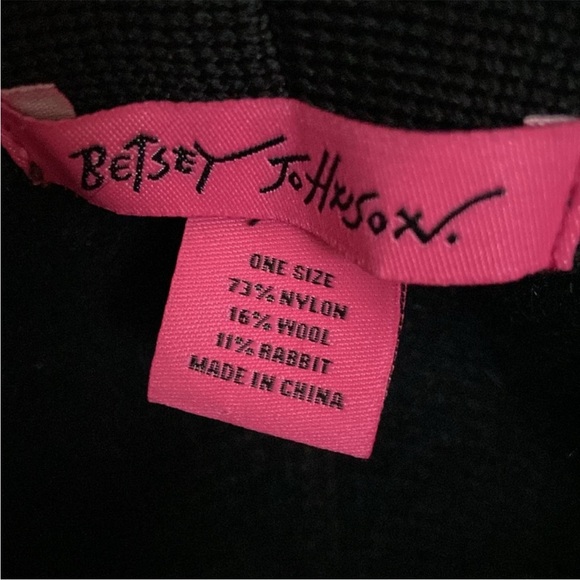 BETSEY JOHNSON.
ONE SIZE
73% NYLON
16% WOOL
11% RABBIT
MADE IN CHINA